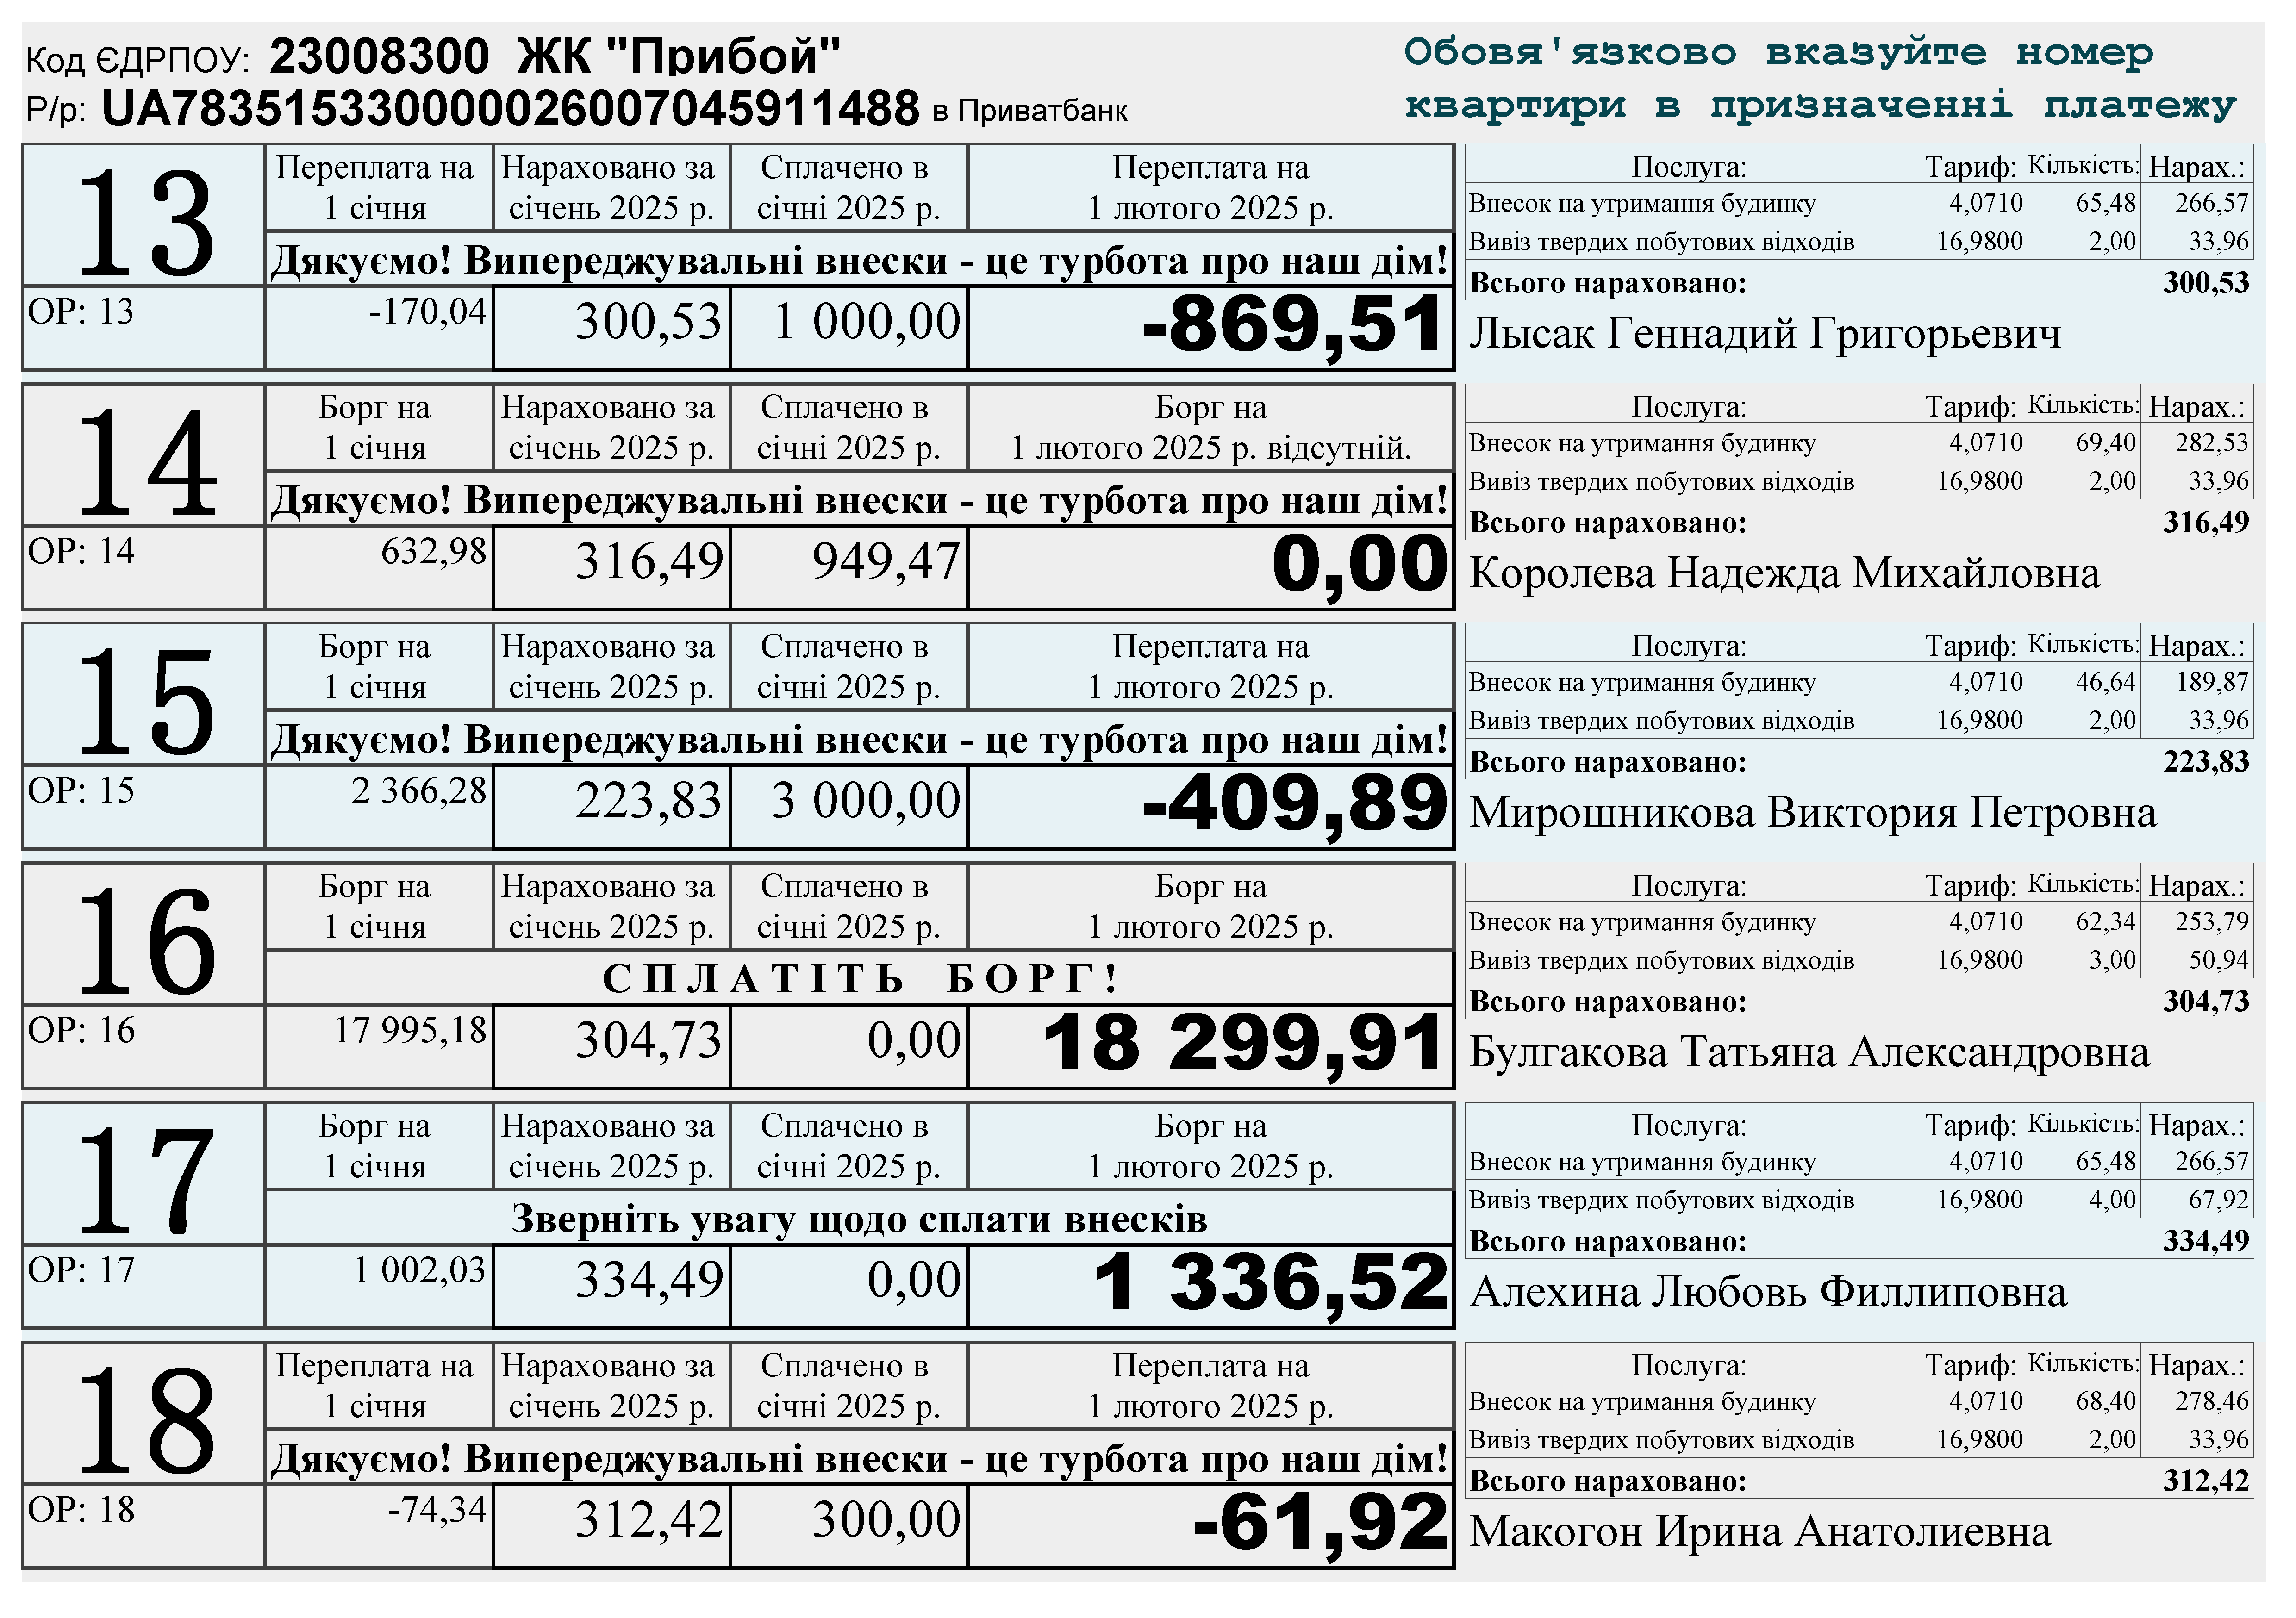 Код ЄДРПОУ: 23008300 ЖК "Прибой"
Р/р: UA783515330000026007045911488 в Приватбанк
Обовя'язково вказуйте номер
квартири в призначенні платежу
13
Переплата на Нараховано за Сплачено в Переплата на
1 січня січень 2025 р. січні 2025 р. 1 лютого 2025 р.
Дякуємо! Випереджувальні внески - це турбота про наш дім!
ОР: 13 -170,04 300,53 1 000,00 -869,51
Послуга: Тариф: Кількість: Нарах.:
Внесок на утримання будинку 4,0710 65,48 266,57
Вивіз твердих побутових відходів 16,9800 2,00 33,96
Всього нараховано: 300,53
Лысак Геннадий Григорьевич
14
Борг на Нараховано за Сплачено в Борг на
1 січня січень 2025 р. січні 2025 р. 1 лютого 2025 р. відсутній.
Дякуємо! Випереджувальні внески - це турбота про наш дім!
ОР: 14 632,98 316,49 949,47 0,00
Послуга: Тариф: Кількість: Нарах.:
Внесок на утримання будинку 4,0710 69,40 282,53
Вивіз твердих побутових відходів 16,9800 2,00 33,96
Всього нараховано: 316,49
Королева Надежда Михайловна
15
Борг на Нараховано за Сплачено в Переплата на
1 січня січень 2025 р. січні 2025 р. 1 лютого 2025 р.
Дякуємо! Випереджувальні внески - це турбота про наш дім!
ОР: 15 2 366,28 223,83 3 000,00 -409,89
Послуга: Тариф: Кількість: Нарах.:
Внесок на утримання будинку 4,0710 46,64 189,87
Вивіз твердих побутових відходів 16,9800 2,00 33,96
Всього нараховано: 223,83
Мирошникова Виктория Петровна
16
Борг на Нараховано за Сплачено в Борг на
1 січня січень 2025 р. січні 2025 р. 1 лютого 2025 р.
С П Л А Т І Т Ь Б О Р Г !
ОР: 16 17 995,18 304,73 0,00 18 299,91
Послуга: Тариф: Кількість: Нарах.:
Внесок на утримання будинку 4,0710 62,34 253,79
Вивіз твердих побутових відходів 16,9800 3,00 50,94
Всього нараховано: 304,73
Булгакова Татьяна Александровна
17
Борг на Нараховано за Сплачено в Борг на
1 січня січень 2025 р. січні 2025 р. 1 лютого 2025 р.
Зверніть увагу щодо сплати внесків
ОР: 17 1 002,03 334,49 0,00 1 336,52
Послуга: Тариф: Кількість: Нарах.:
Внесок на утримання будинку 4,0710 65,48 266,57
Вивіз твердих побутових відходів 16,9800 4,00 67,92
Всього нараховано: 334,49
Алехина Любовь Филлиповна
18
Переплата на Нараховано за Сплачено в Переплата на
1 січня січень 2025 р. січні 2025 р. 1 лютого 2025 р.
Дякуємо! Випереджувальні внески - це турбота про наш дім!
ОР: 18 -74,34 312,42 300,00 -61,92
Послуга: Тариф: Кількість: Нарах.:
Внесок на утримання будинку 4,0710 68,40 278,46
Вивіз твердих побутових відходів 16,9800 2,00 33,96
Всього нараховано: 312,42
Макогон Ирина Анатолиевна